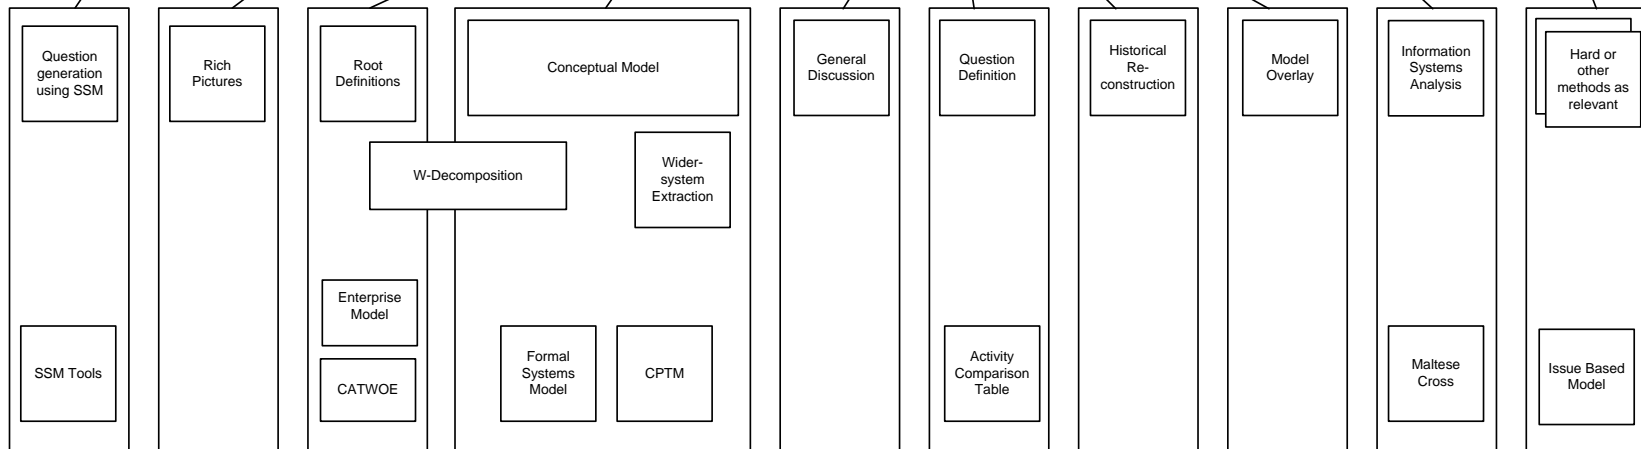 Question
generation
using SSM
Rich
Pictures
Root
Definitions
Conceptual Model
General
Discussion
Question
Definition
Historical
Re-
construction
Model
Overlay
Information
Systems
Analysis
Hard or
other
methods as
relevant
W-Decomposition
Wider-
system
Extraction
Enterprise
Model
SSM Tools
CATWOE
Formal
Systems
Model
CPTM
Activity
Comparison
Table
Maltese
Cross
Issue Based
Model